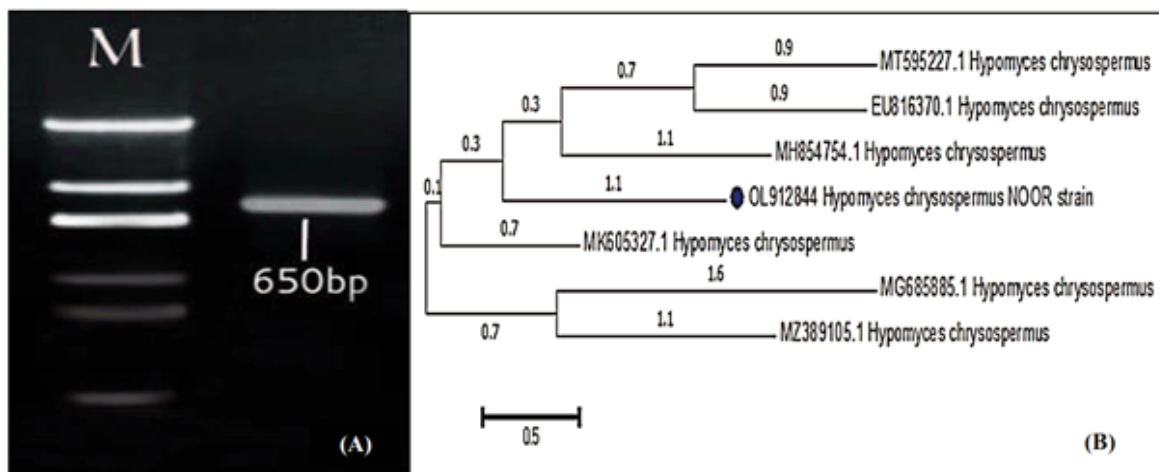 M
650bp
(A)
0.9
MT595227.1 Hypomyces chrysospermus
0.7
0.9
EU816370.1 Hypomyces chrysospermus
0.3
1.1
MH854754.1 Hypomyces chrysospermus
0.3
1.1
OL912844 Hypomyces chrysospermus NOOR strain
0.1
0.7
MK605327.1 Hypomyces chrysospermus
1.6
MG685885.1 Hypomyces chrysospermus
0.7
1.1
MZ389105.1 Hypomyces chrysospermus
0.5
(B)